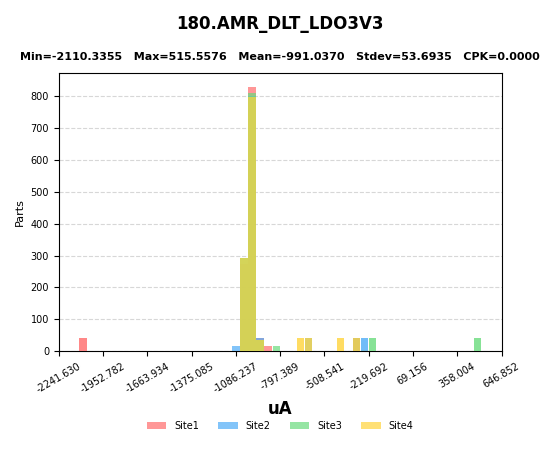 180.AMR_DLT_LDO3V3
Min=-2110.3355 Max=515.5576 Mean=-991.0370 Stdev=53.6935 CPK=0.0000
800
700
600
500
400
300
200
100
0
Parts
-2241.630 -1952.782 -1663.934 -1375.085 -1086.237 -797.389 -508.541 -219.692 69.156 358.004 646.852
uA
Site1 Site2 Site3 Site4